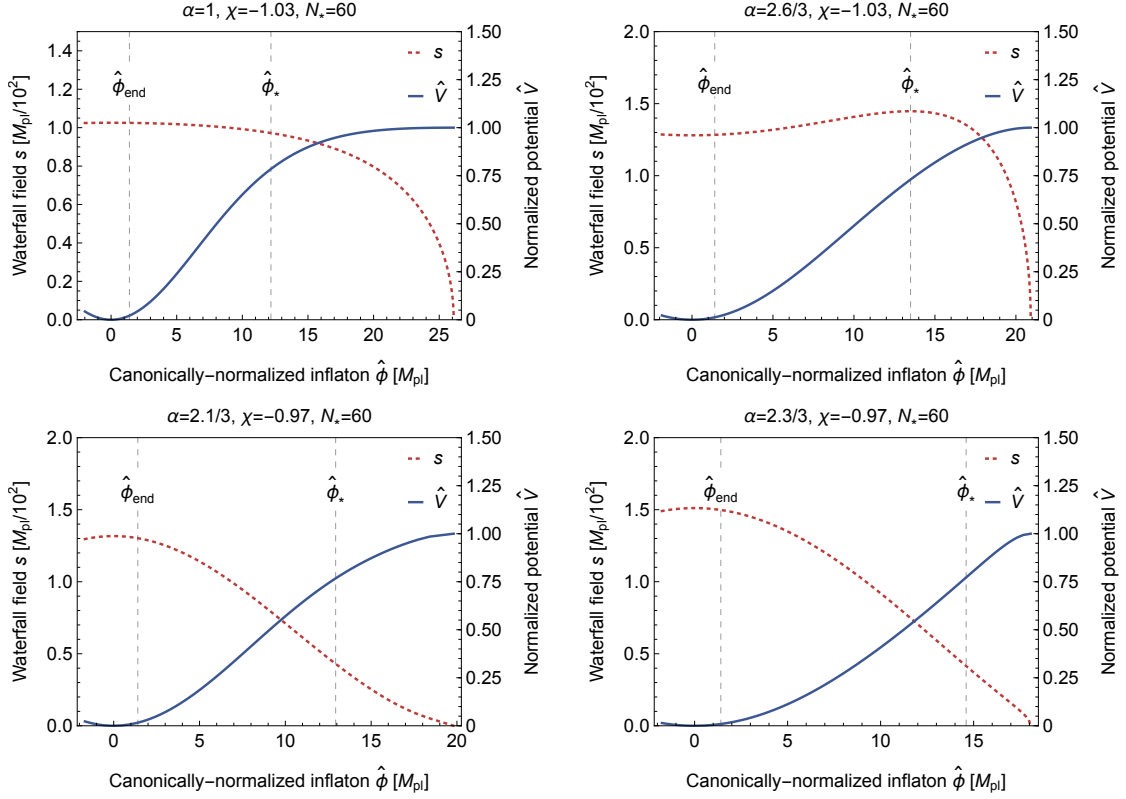 α=1, χ=−1.03, N*=60
Waterfall field s [Mpl/10²]
1.4
1.2
1.0
0.8
0.6
0.4
0.2
0.0
ϕ̂end
ϕ̂*
s
V̂
1.50
1.25
1.00
0.75
0.50
0.25
0
Normalized potential V̂
0 5 10 15 20 25
Canonically-normalized inflaton ϕ̂ [Mpl]
α=2.6/3, χ=−1.03, N*=60
Waterfall field s [Mpl/10²]
2.0
1.5
1.0
0.5
0.0
ϕ̂end
ϕ̂*
s
V̂
1.50
1.25
1.00
0.75
0.50
0.25
0
Normalized potential V̂
0 5 10 15 20
Canonically-normalized inflaton ϕ̂ [Mpl]
α=2.1/3, χ=−0.97, N*=60
Waterfall field s [Mpl/10²]
2.0
1.5
1.0
0.5
0.0
ϕ̂end
ϕ̂*
s
V̂
1.50
1.25
1.00
0.75
0.50
0.25
0
Normalized potential V̂
0 5 10 15 20
Canonically-normalized inflaton ϕ̂ [Mpl]
α=2.3/3, χ=−0.97, N*=60
Waterfall field s [Mpl/10²]
2.0
1.5
1.0
0.5
0.0
ϕ̂end
ϕ̂*
s
V̂
1.50
1.25
1.00
0.75
0.50
0.25
0
Normalized potential V̂
0 5 10 15
Canonically-normalized inflaton ϕ̂ [Mpl]